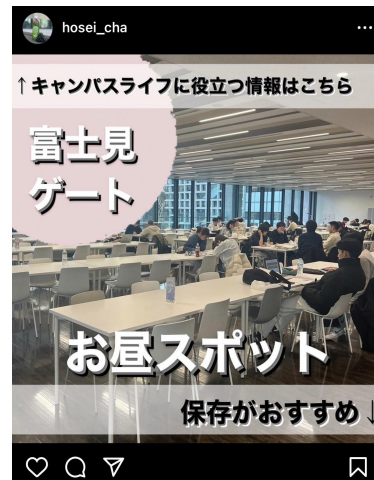 hosei_cha
↑キャンパスライフに役立つ情報はこちら
富士見
ゲート
お昼スポット
保存がおすすめ↓